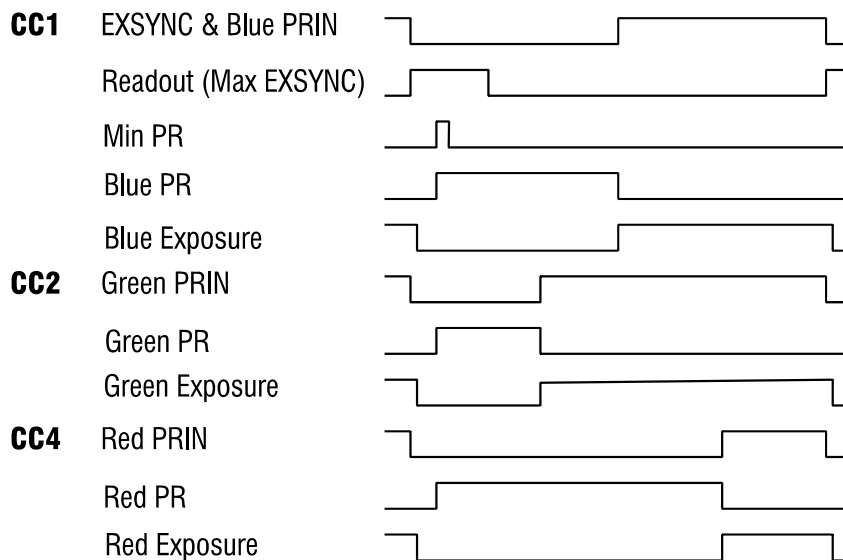 CC1 EXSYNC & Blue PRIN
Readout (Max EXSYNC)
Min PR
Blue PR
Blue Exposure
CC2 Green PRIN
Green PR
Green Exposure
CC4 Red PRIN
Red PR
Red Exposure